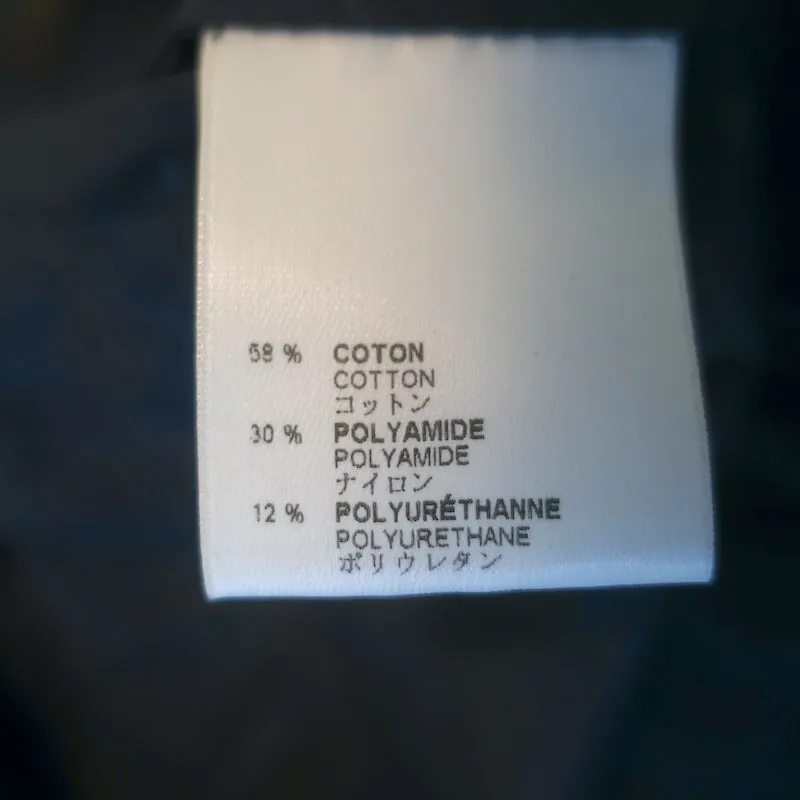 58 % COTON
COTTON
コットン
30 % POLYAMIDE
POLYAMIDE
ナイロン
12 % POLYURÉTHANNE
POLYURETHANE
ポリウレタン